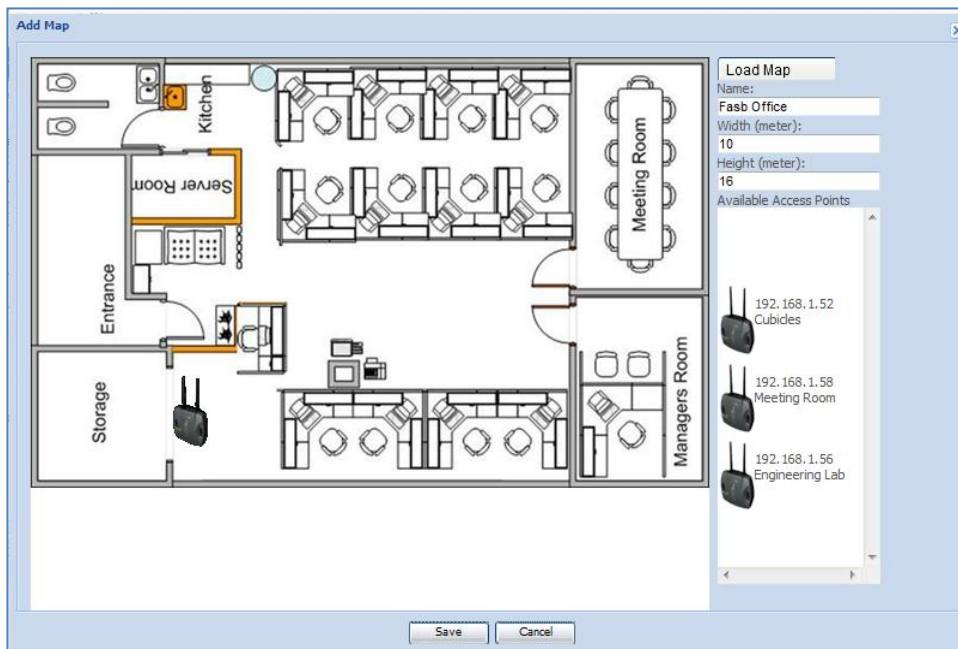 Add Map
Kitchen
Server Room
Entrance
Storage
Meeting Room
Managers Room
Load Map
Name:
Fasb Office
Width (meter):
10
Height (meter):
16
Available Access Points
192.168.1.52
Cubicles
192.168.1.58
Meeting Room
192.168.1.56
Engineering Lab
Save
Cancel